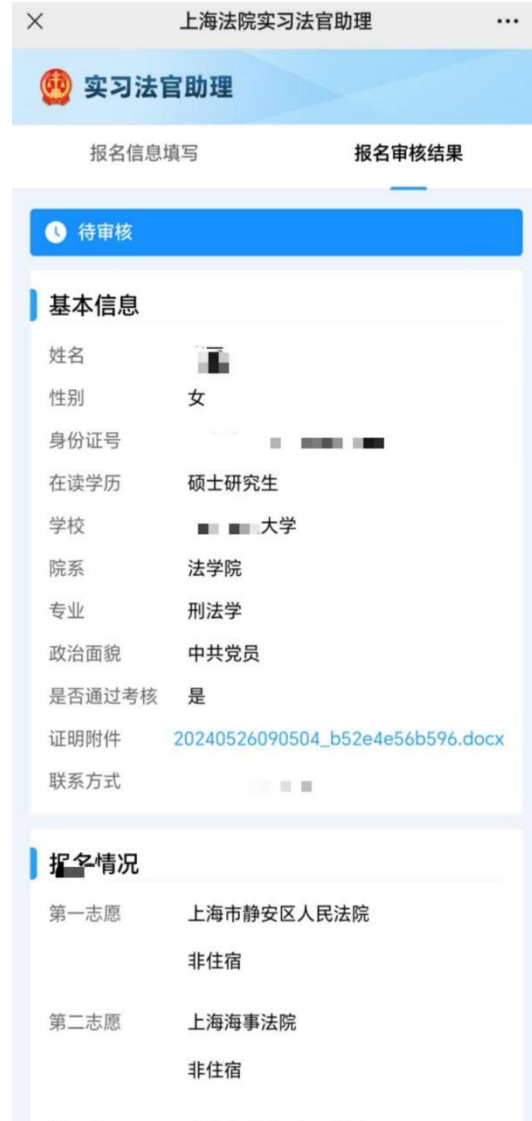 上海法院实习法官助理
实习法官助理
报名信息填写 报名审核结果
待审核
基本信息
姓名
性别 女
身份证号
在读学历 硕士研究生
学校 大学
院系 法学院
专业 刑法学
政治面貌 中共党员
是否通过考核 是
证明附件 20240526090504_b52e4e56b596.docx
联系方式
报名情况
第一志愿 上海市静安区人民法院
非住宿
第二志愿 上海海事法院
非住宿